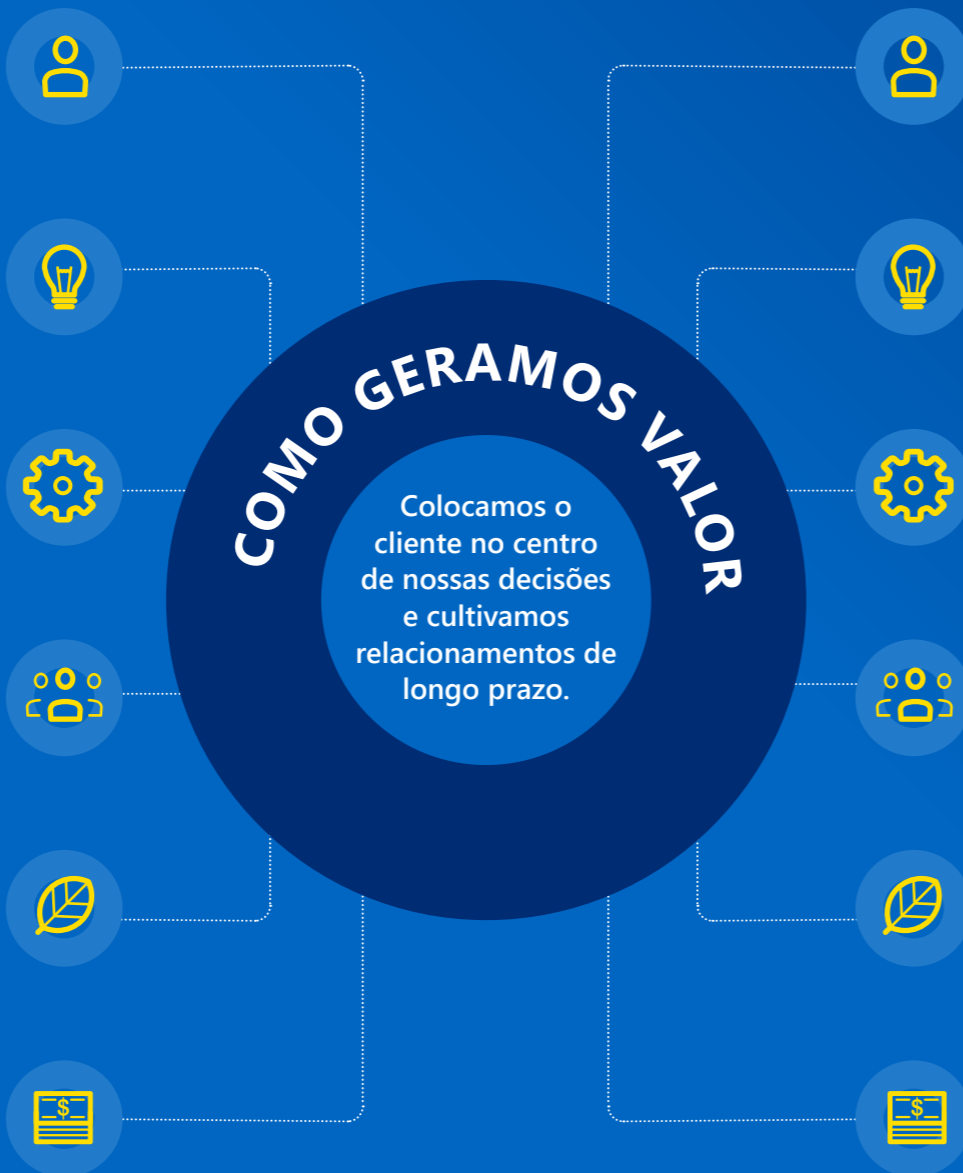 COMO GERAMOS VALOR
Colocamos o
cliente no centro
de nossas decisões
e cultivamos
relacionamentos de
longo prazo.
$
$